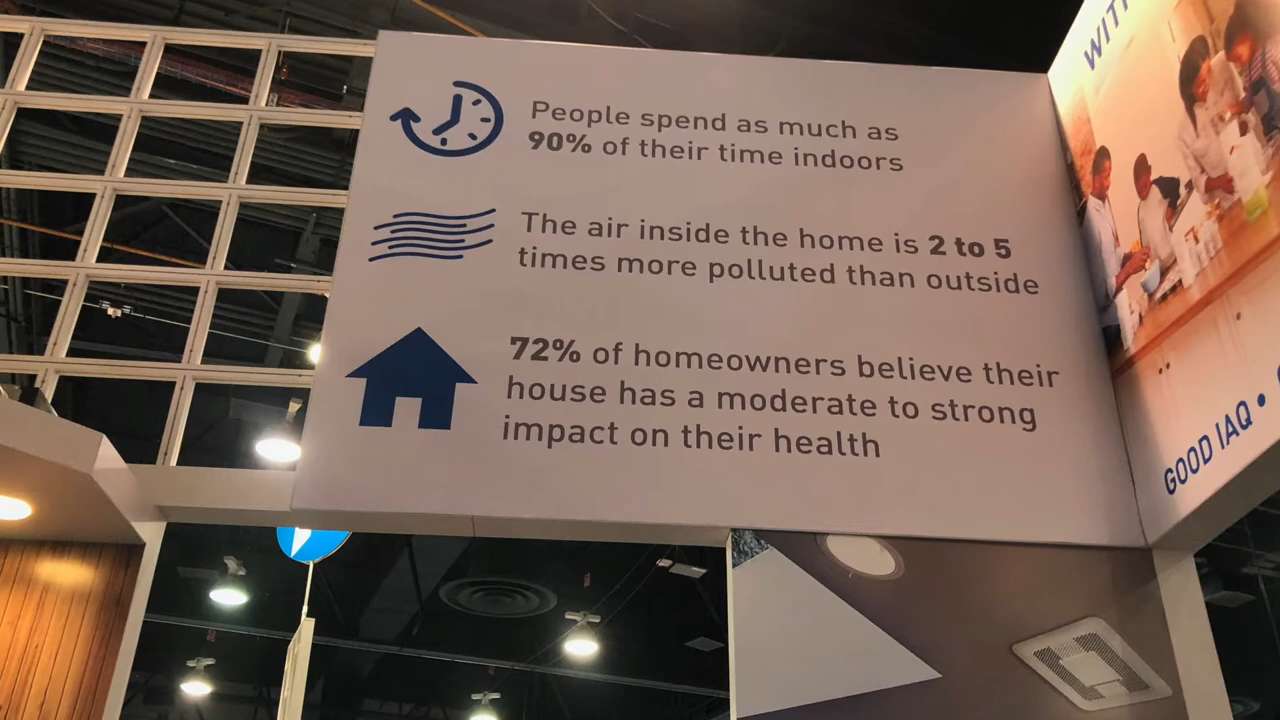 People spend as much as
90% of their time indoors
The air inside the home is 2 to 5
times more polluted than outside
72% of homeowners believe their
house has a moderate to strong
impact on their health
GOOD IAQ •